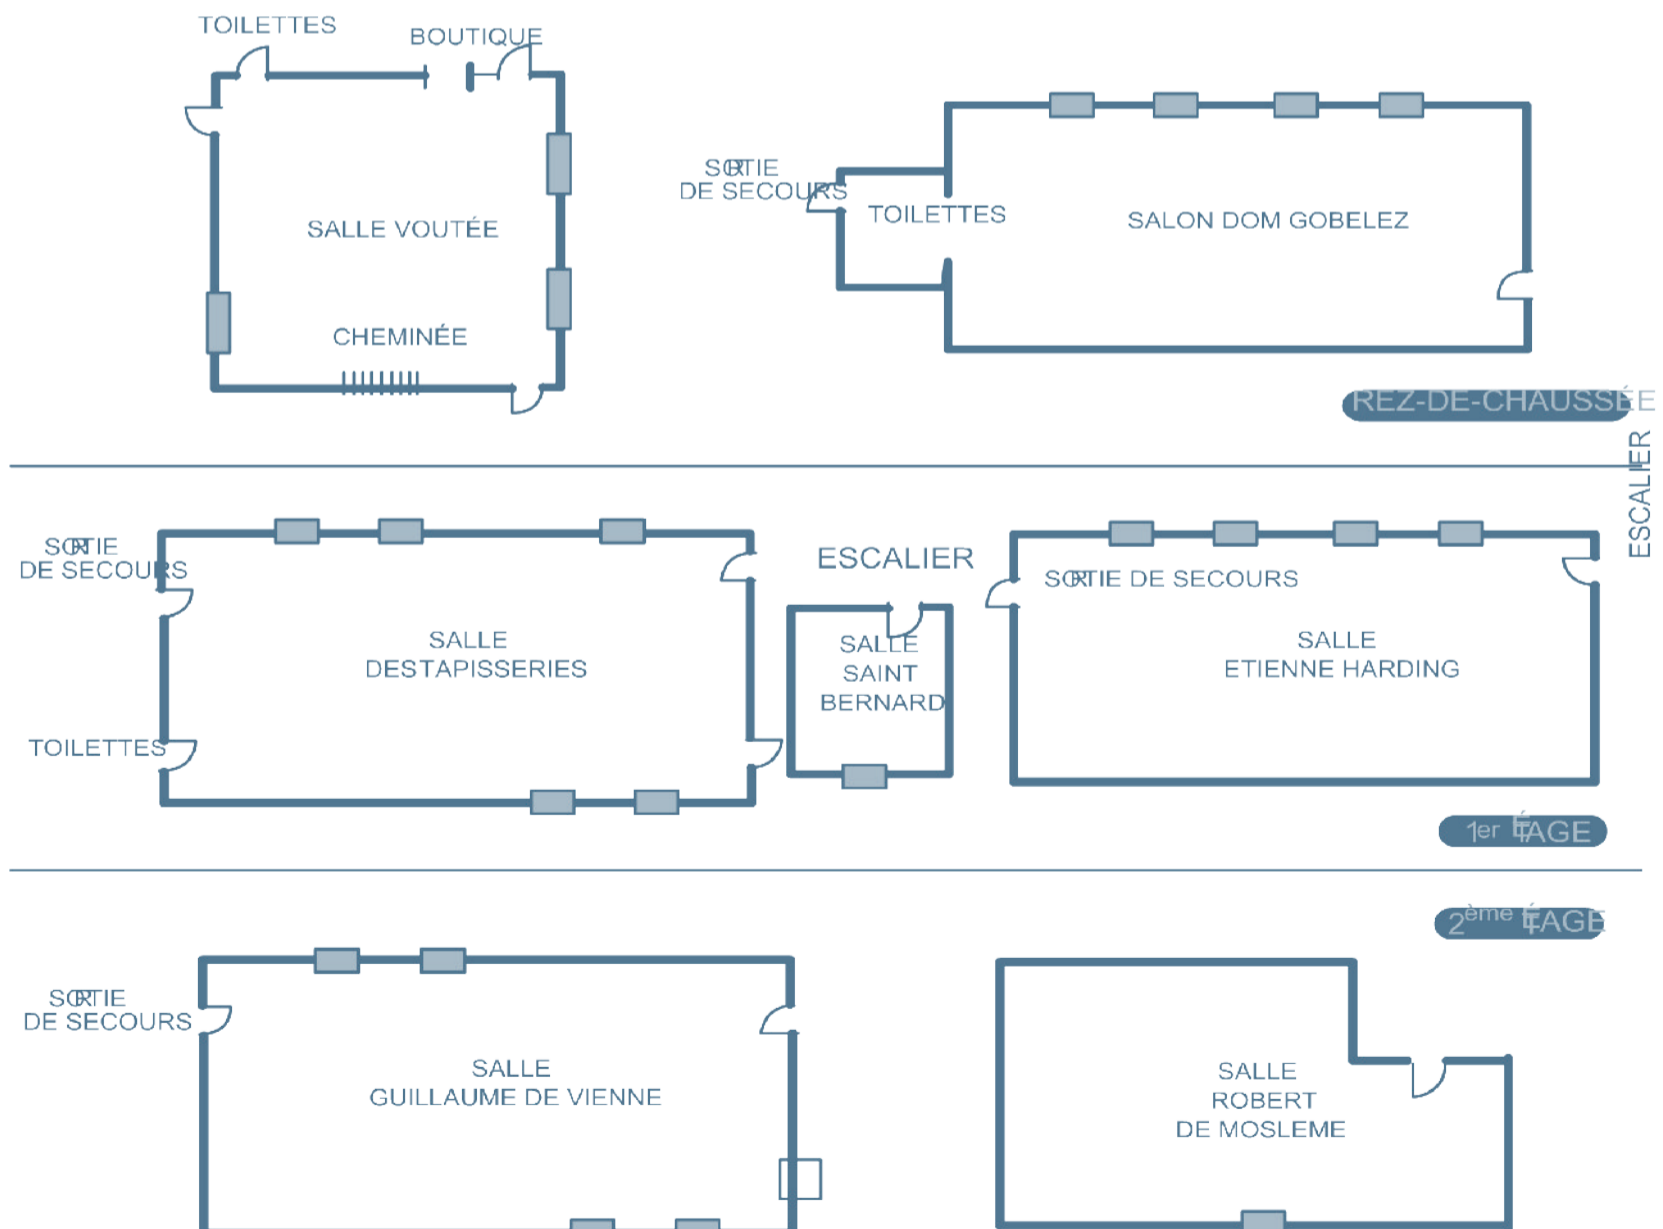 TOILETTES
BOUTIQUE
SALLE VOUTÉE
CHEMINÉE
SORTIE
DE SECOURS
TOILETTES
SALON DOM GOBELEZ
REZ-DE-CHAUSSÉE
ESCALIER
SORTIE
DE SECOURS
SALLE
DESTAPISSERIES
TOILETTES
ESCALIER
SALLE
SAINT
BERNARD
SORTIE DE SECOURS
SALLE
ETIENNE HARDING
1er ÉTAGE
2ème ÉTAGE
SORTIE
DE SECOURS
SALLE
GUILLAUME DE VIENNE
SALLE
ROBERT
DE MOSLEME